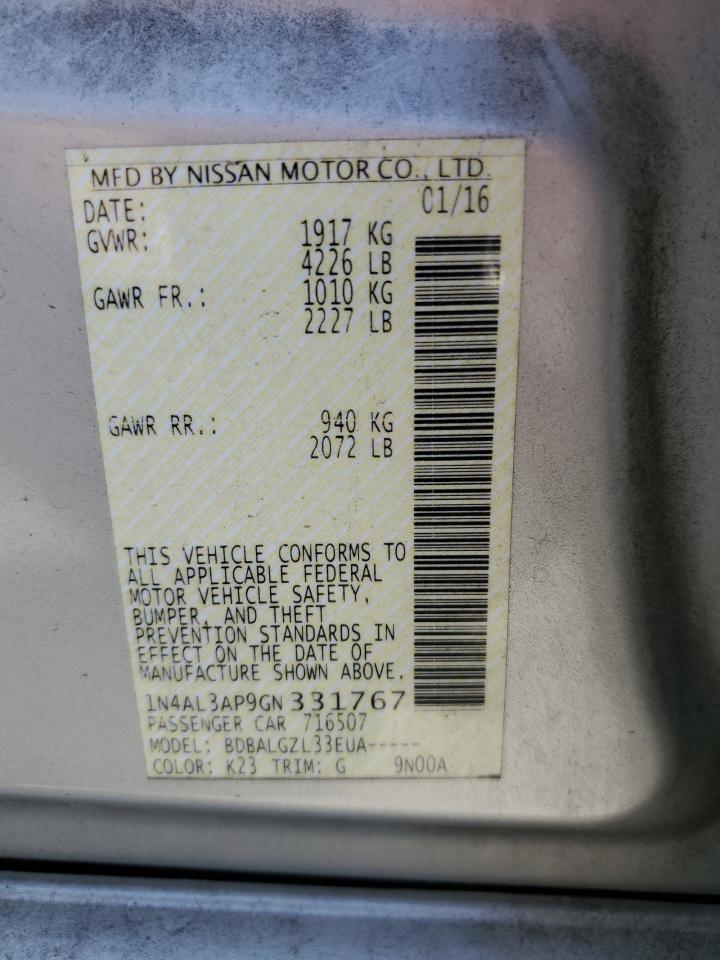 MFD BY NISSAN MOTOR CO., LTD.
DATE: 01/16
GVWR: 1917 KG
4226 LB
GAWR FR.: 1010 KG
2227 LB
GAWR RR.: 940 KG
2072 LB
THIS VEHICLE CONFORMS TO
ALL APPLICABLE FEDERAL
MOTOR VEHICLE SAFETY,
BUMPER, AND THEFT
PREVENTION STANDARDS IN
EFFECT ON THE DATE OF
MANUFACTURE SHOWN ABOVE.
1N4AL3AP9GN 331767
PASSENGER CAR 716507
MODEL: BDBALGZL33EUA-----
COLOR: K23 TRIM: G 9N00A